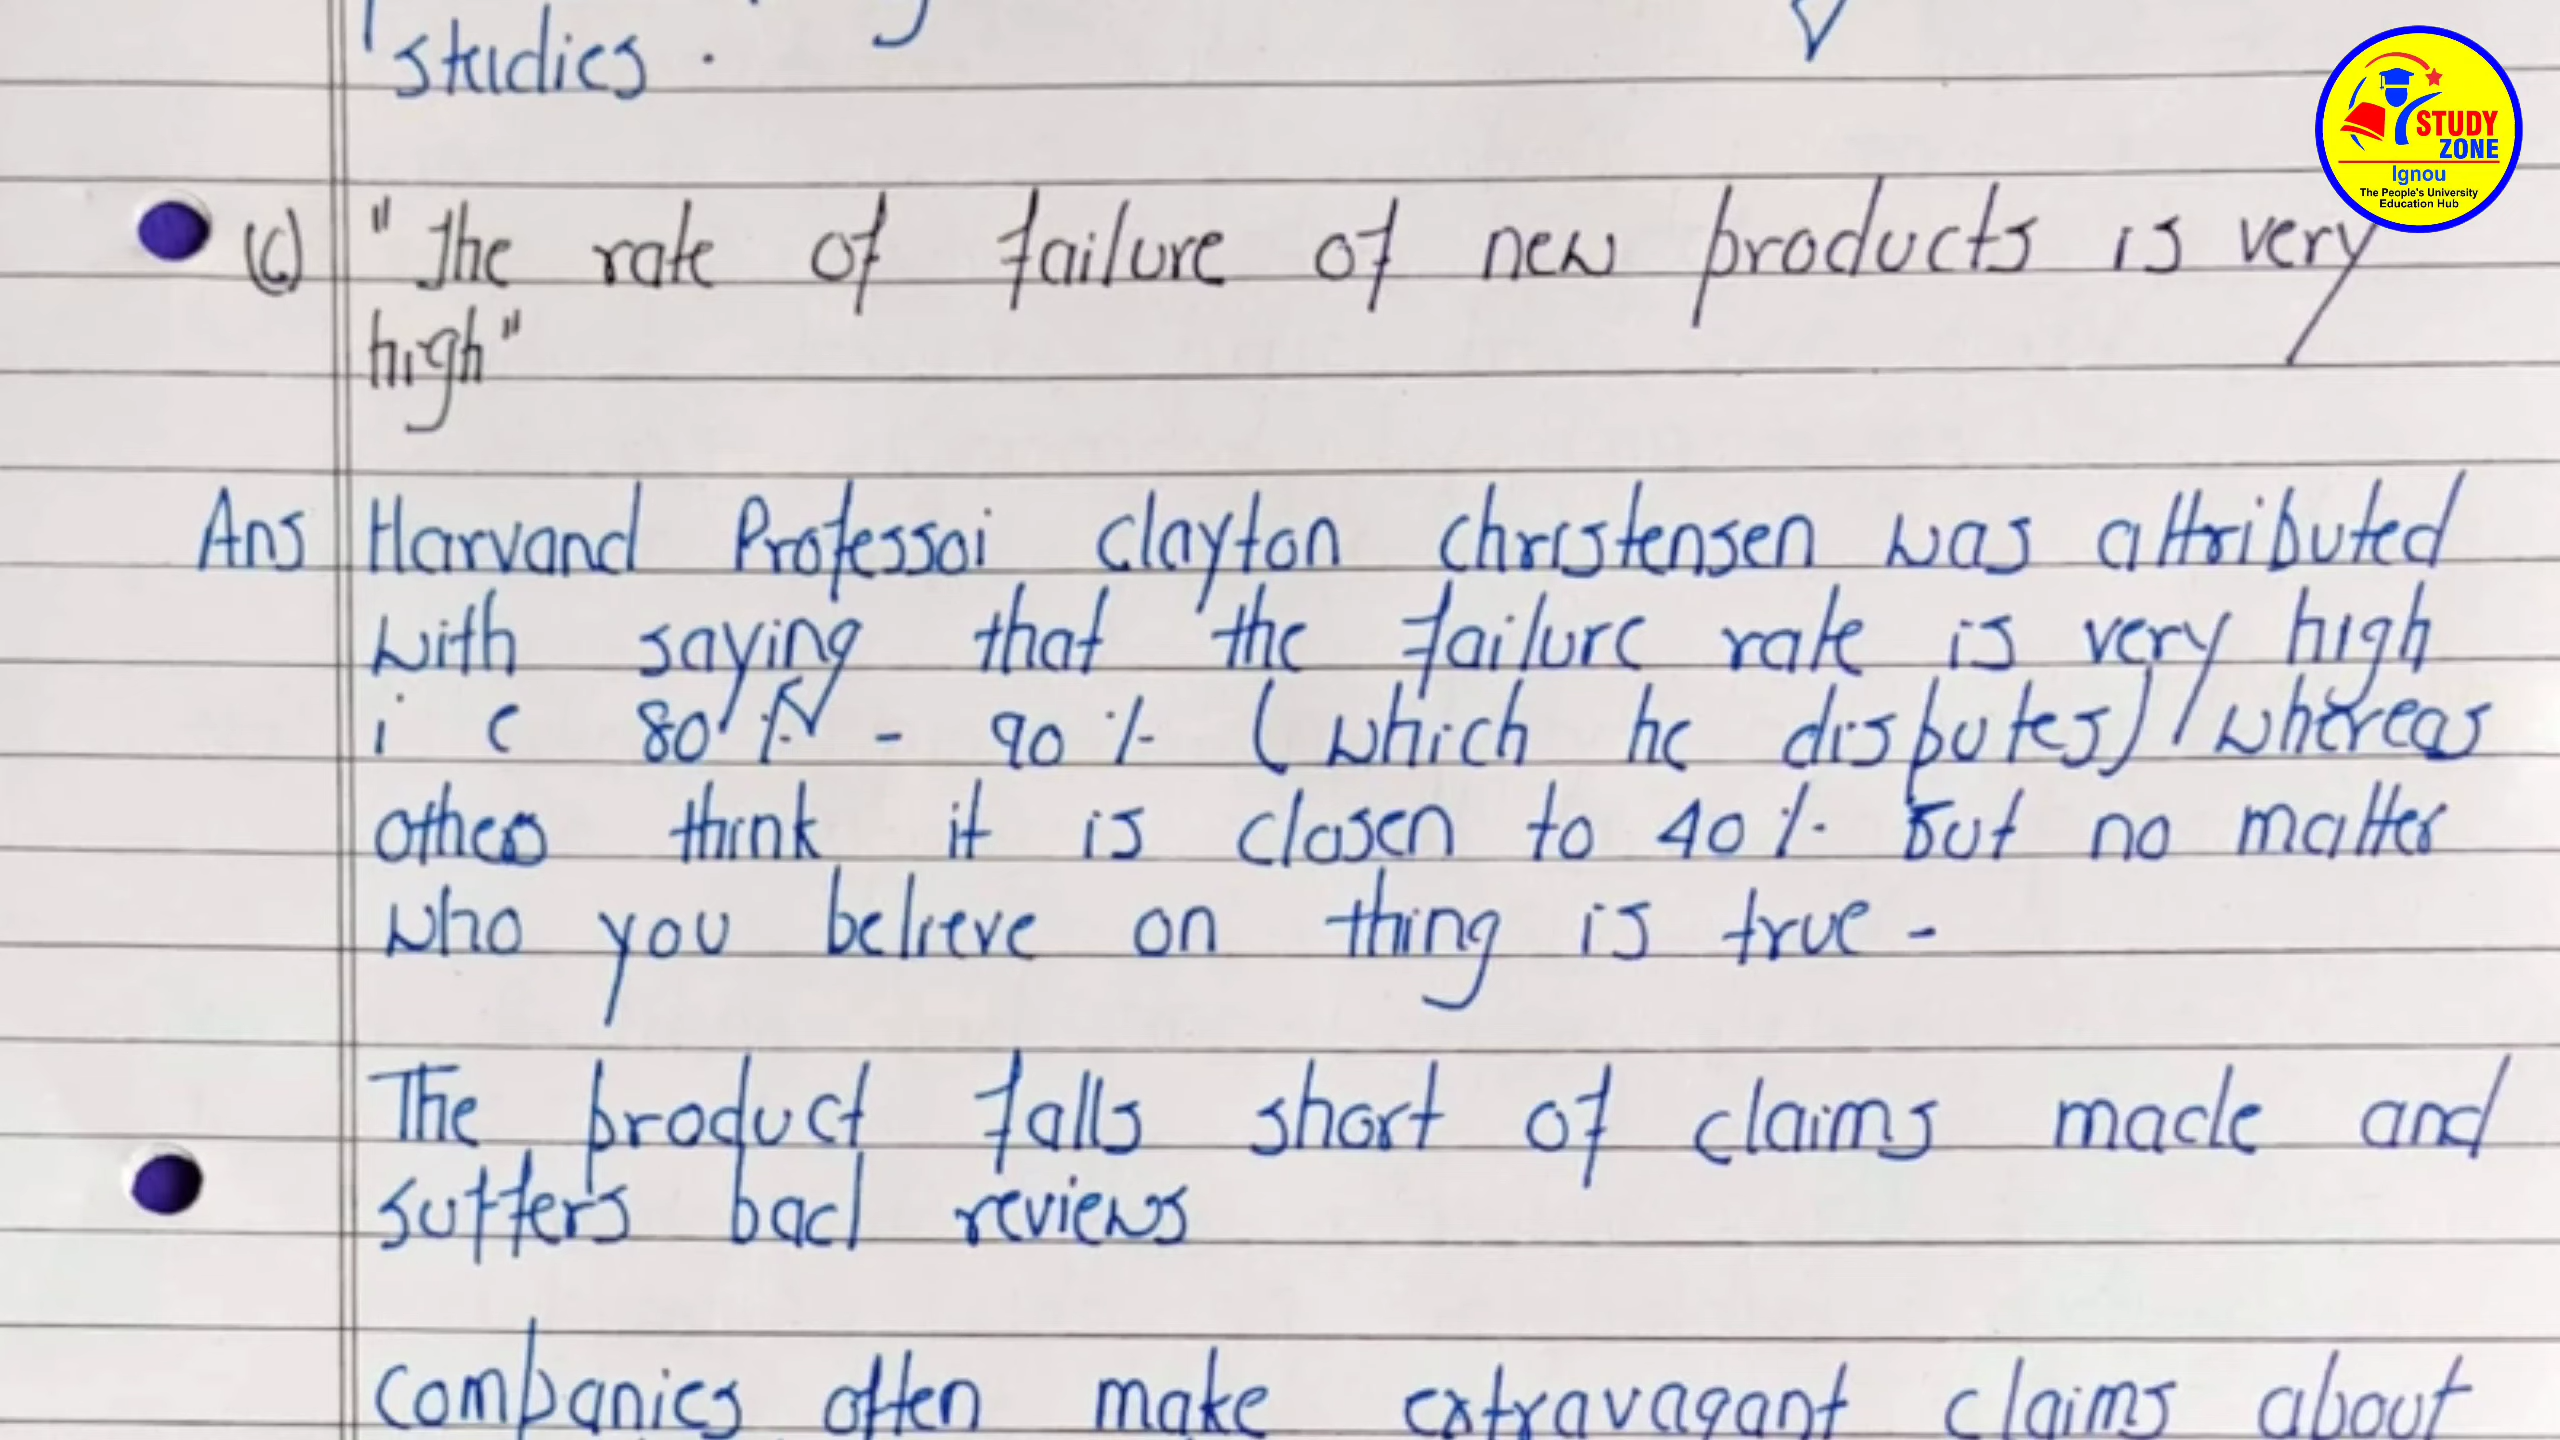 studies.
STUDY
ZONE
Ignou
The People's University
Education Hub
(c) "The rate of failure of new products is very
high"
Ans Harvand Professoi clayton christensen was attributed
with saying that the failure rate is very high
i e 80% - 90% (which he disputes) whereas
others think it is closen to 40% But no matter
who you believe on thing is true -
The product falls short of claims made and
suffers bad reviews
companies often make extravagant claims about